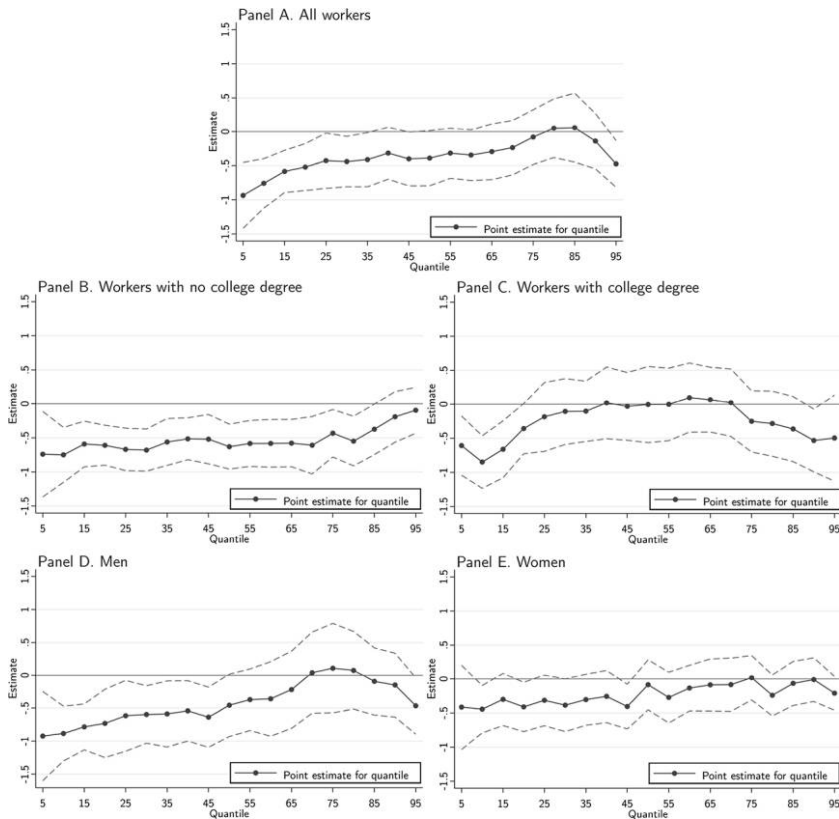 Panel A. All workers
1.5
1
.5
0
-.5
-1
-1.5
Estimate
5 15 25 35 45 55 65 75 85 95
Quantile
Point estimate for quantile
Panel B. Workers with no college degree
1.5
1
.5
0
-.5
-1
-1.5
Estimate
5 15 25 35 45 55 65 75 85 95
Quantile
Point estimate for quantile
Panel C. Workers with college degree
1.5
1
.5
0
-.5
-1
-1.5
Estimate
5 15 25 35 45 55 65 75 85 95
Quantile
Point estimate for quantile
Panel D. Men
1.5
1
.5
0
-.5
-1
-1.5
Estimate
5 15 25 35 45 55 65 75 85 95
Quantile
Point estimate for quantile
Panel E. Women
1.5
1
.5
0
-.5
-1
-1.5
Estimate
5 15 25 35 45 55 65 75 85 95
Quantile
Point estimate for quantile